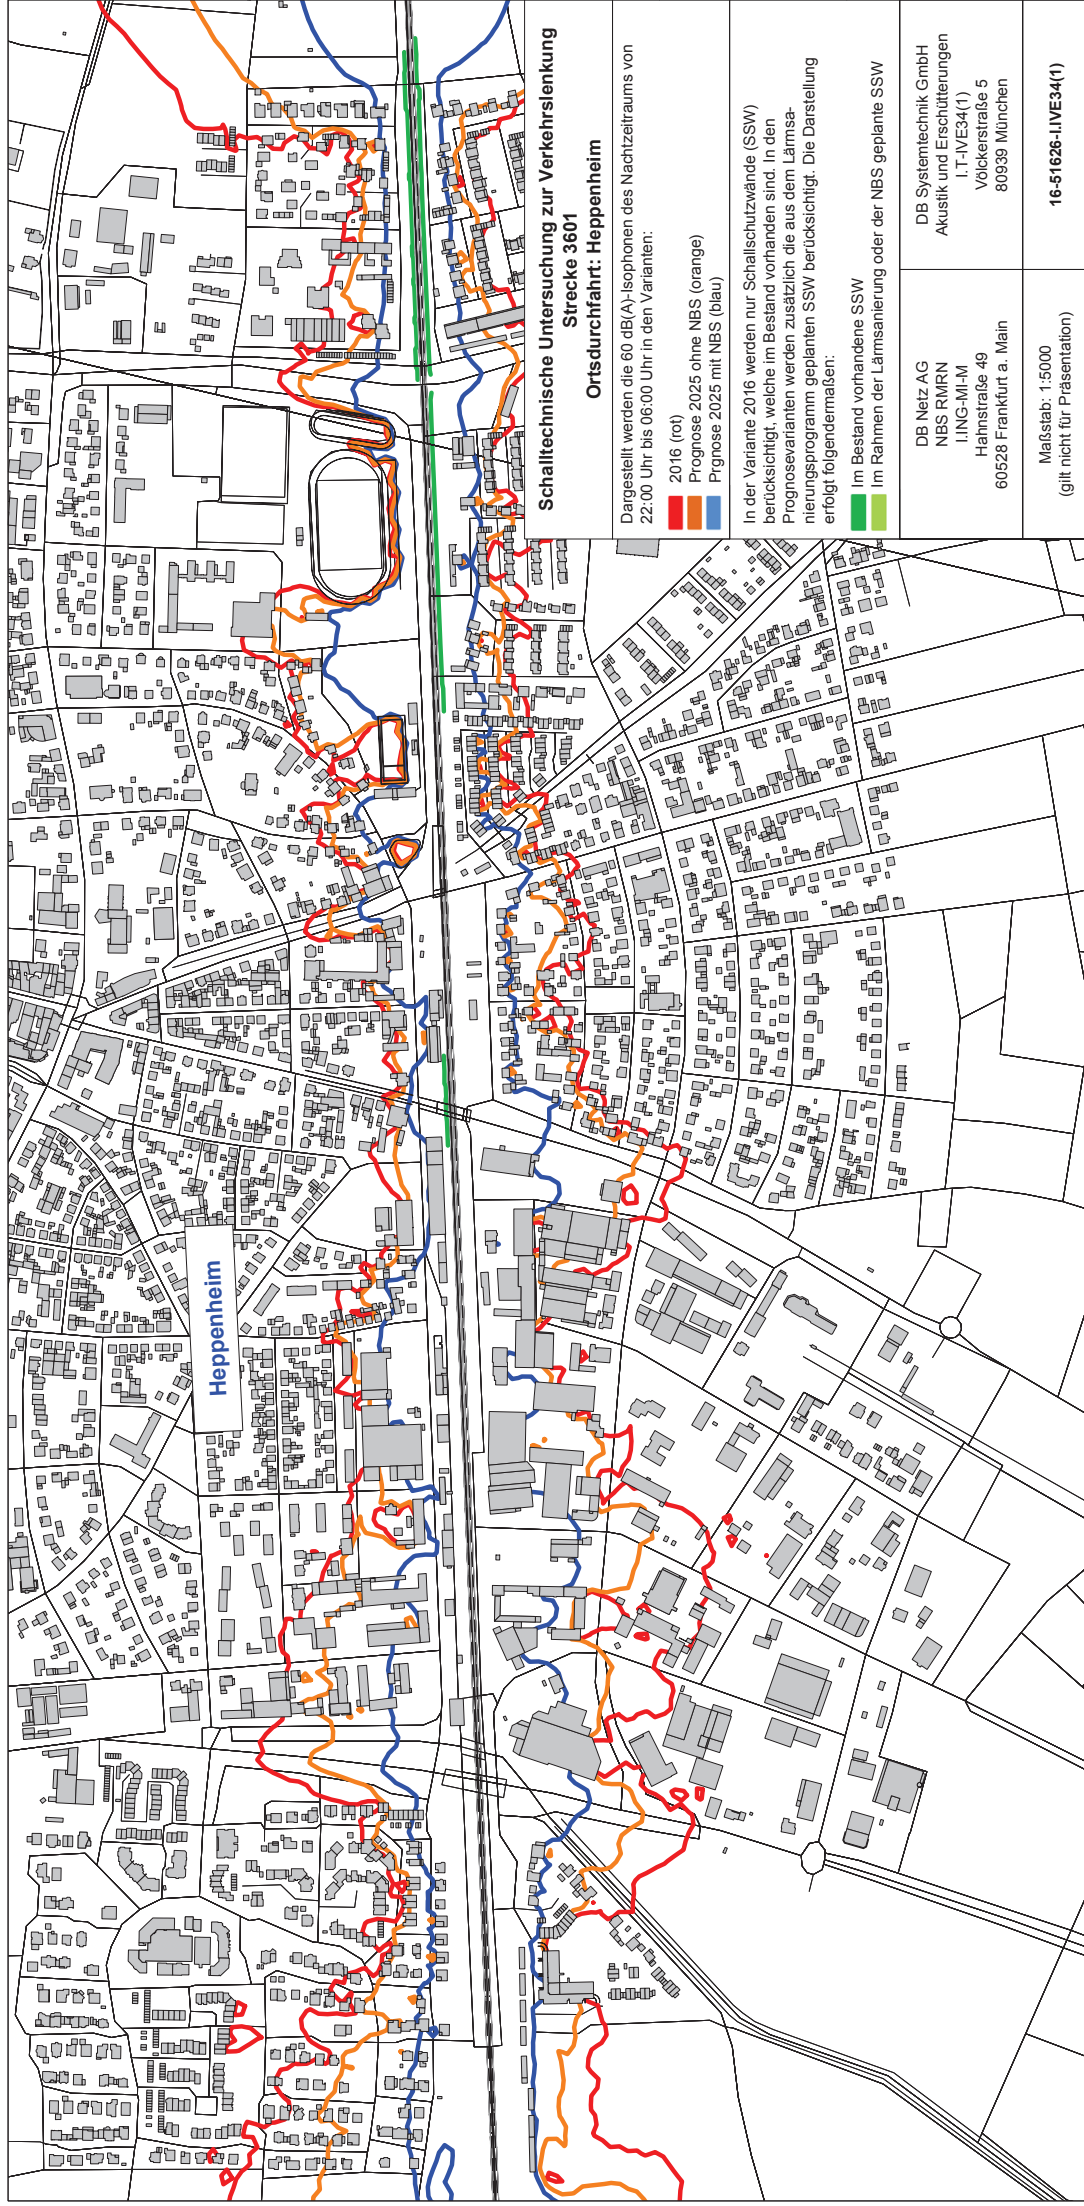 Schalltechnische Untersuchung zur Verkehrslenkung
Strecke 3601
Ortsdurchfahrt: Heppenheim
Dargestellt werden die 60 dB(A)-Isophonen des Nachtzeitraums von
22:00 Uhr bis 06:00 Uhr in den Varianten:
2016 (rot)
Prognose 2025 ohne NBS (orange)
Prgnose 2025 mit NBS (blau)
In der Variante 2016 werden nur Schallschutzwände (SSW)
berücksichtigt, welche im Bestand vorhanden sind. In den
Prognosevarianten werden zusätzlich die aus dem Lärmsa-
nierungsprogramm geplanten SSW berücksichtigt. Die Darstellung
erfolgt folgendermaßen:
Im Bestand vorhandene SSW
Im Rahmen der Lärmsanierung oder der NBS geplante SSW
DB Netz AG
NBS RMRN
I.ING-MI-M
Hahnstraße 49
60528 Frankfurt a. Main
DB Systemtechnik GmbH
Akustik und Erschütterungen
I.T-IVE34(1)
Völckerstraße 5
80939 München
Maßstab: 1:5000
(gilt nicht für Präsentation)
16-51626-I.IVE34(1)
Heppenheim